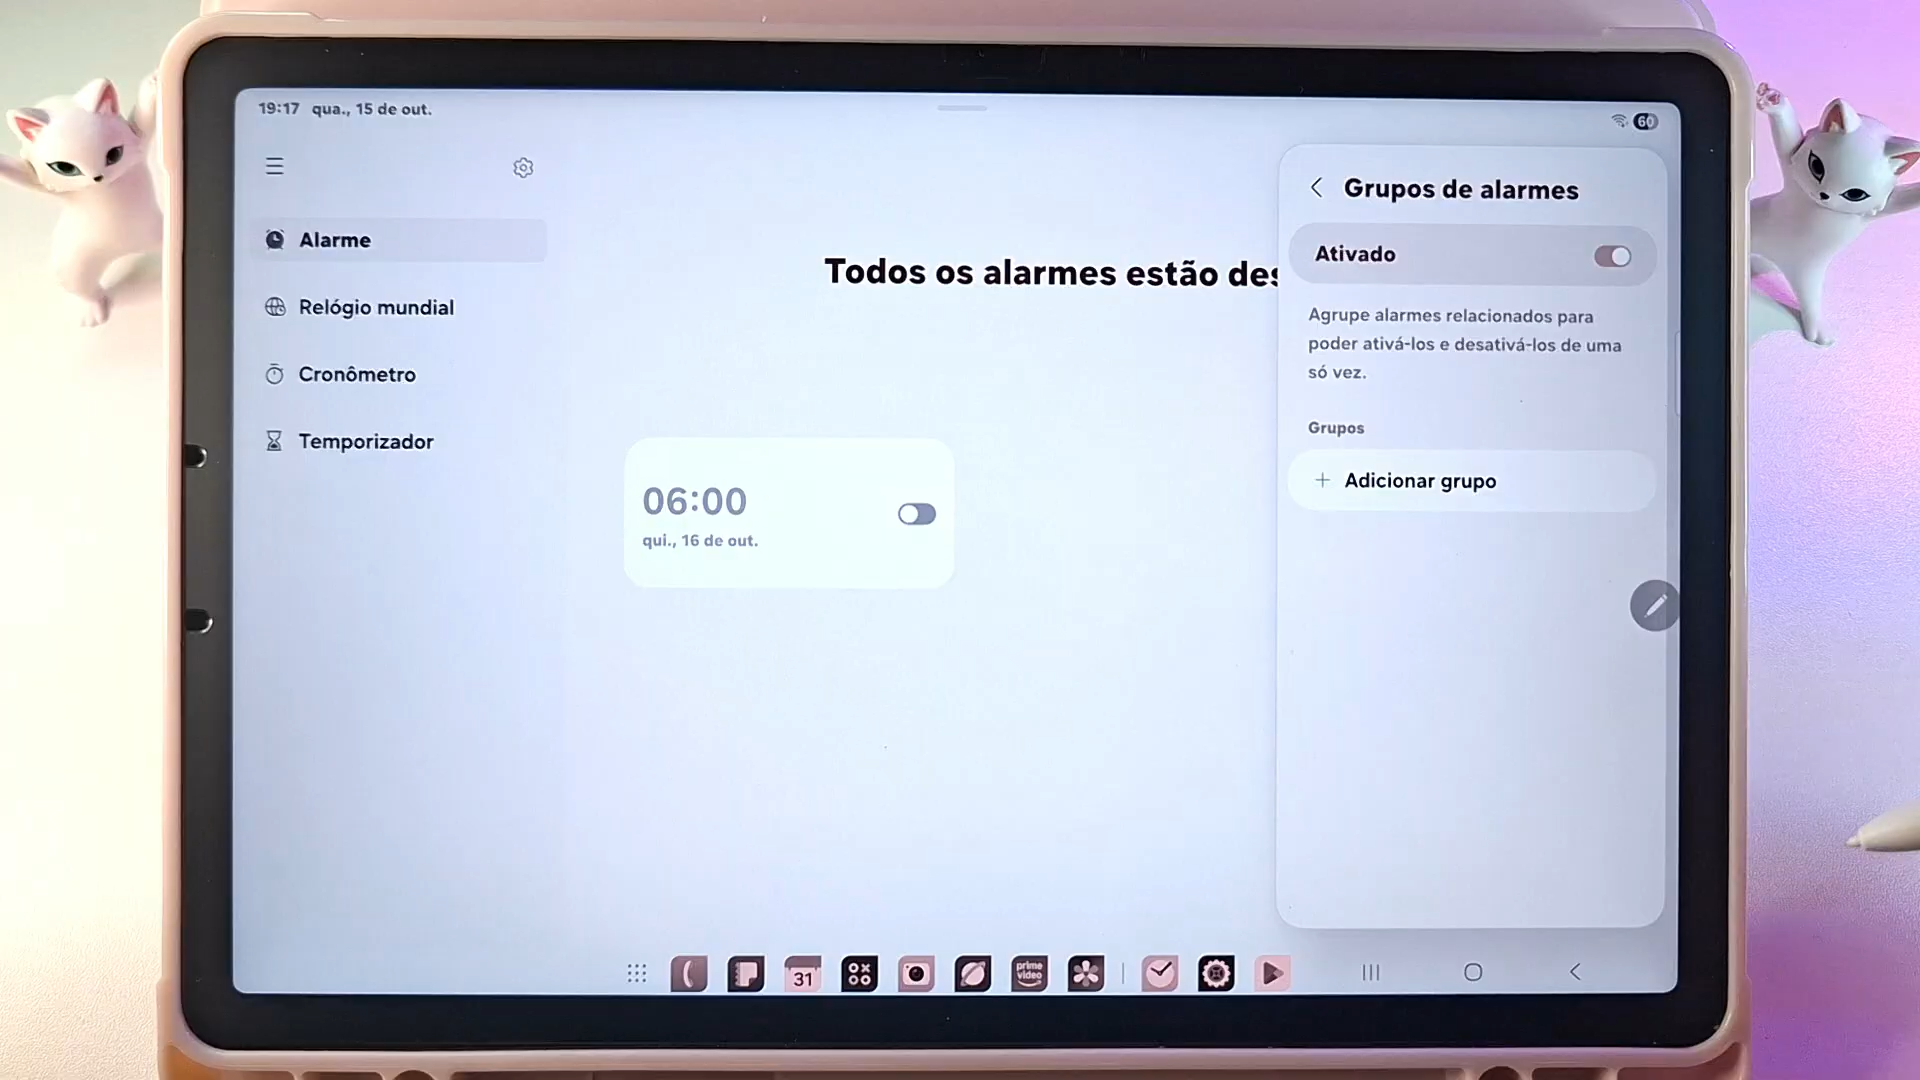 19:17 qua., 15 de out.
60
Alarme
Relógio mundial
Cronômetro
Temporizador
Todos os alarmes estão des
06:00
qui., 16 de out.
Grupos de alarmes
Ativado
Agrupe alarmes relacionados para
poder ativá-los e desativá-los de uma
só vez.
Grupos
+ Adicionar grupo
31
prime
video